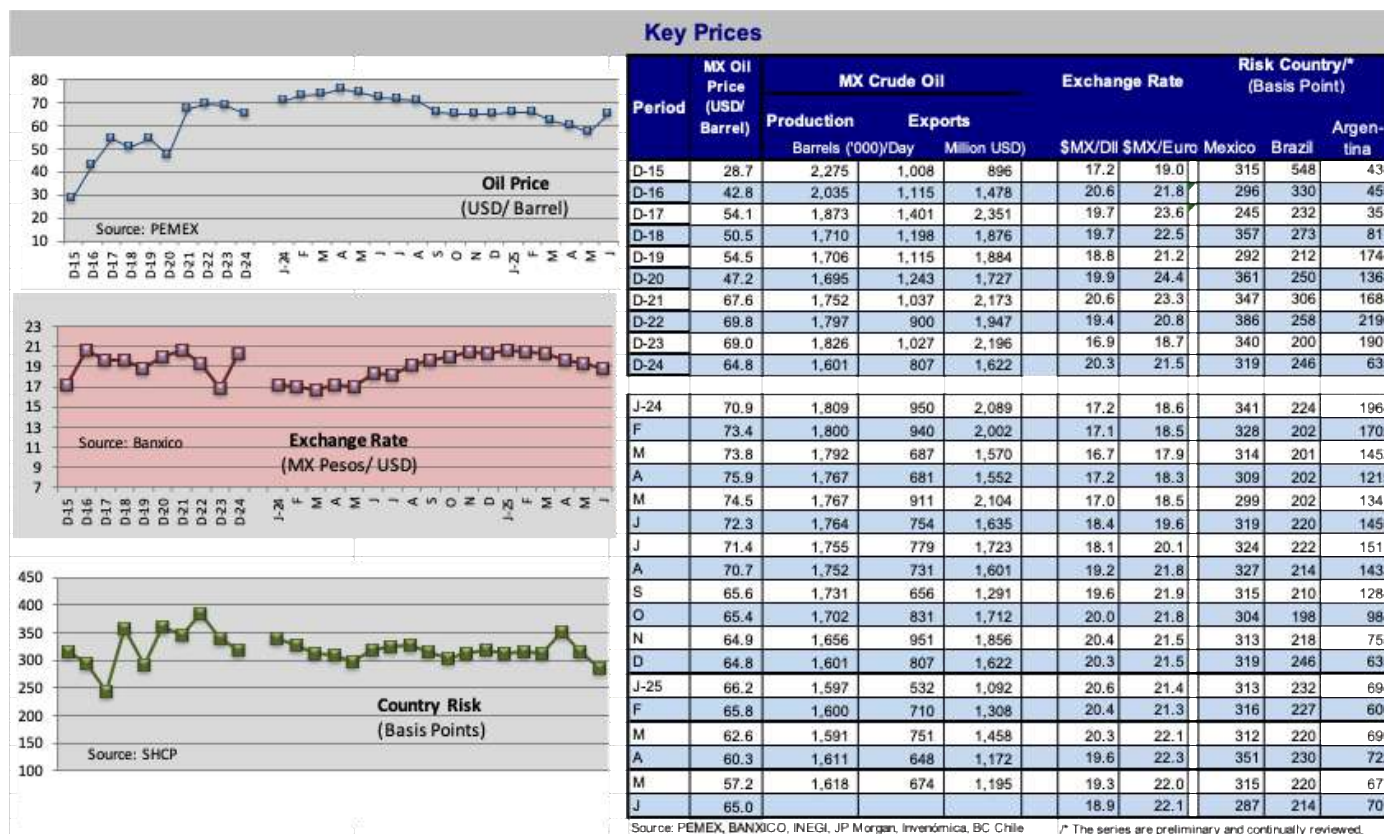 Key Prices
80
70
60
50
40
30
20
10
Oil Price
(USD/ Barrel)
Source: PEMEX
D-15 D-16 D-17 D-18 D-19 D-20 D-21 D-22 D-23 D-24 J-24 F M A M J J A S O N D J-25 F M A M J
23
21
19
17
15
13
11
9
7
Source: Banxico
Exchange Rate
(MX Pesos/ USD)
D-15 D-16 D-17 D-18 D-19 D-20 D-21 D-22 D-23 D-24 J-24 F M A M J J A S O N D J-25 F M A M J
450
400
350
300
250
200
150
100
Country Risk
(Basis Points)
Source: SHCP
Period
MX Oil
Price
(USD/
Barrel)
MX Crude Oil
Production Exports
Barrels ('000)/Day Million USD)
Exchange Rate
$MX/Dll $MX/Euro
Risk Country/*
(Basis Point)
Mexico Brazil
Argen-
tina
D-15 28.7 2,275 1,008 896 17.2 19.0 315 548 43
D-16 42.8 2,035 1,115 1,478 20.6 21.8 296 330 45
D-17 54.1 1,873 1,401 2,351 19.7 23.6 245 232 35
D-18 50.5 1,710 1,198 1,876 19.7 22.5 357 273 81
D-19 54.5 1,706 1,115 1,884 18.8 21.2 292 212 174
D-20 47.2 1,695 1,243 1,727 19.9 24.4 361 250 136
D-21 67.6 1,752 1,037 2,173 20.6 23.3 347 306 168
D-22 69.8 1,797 900 1,947 19.4 20.8 386 258 219
D-23 69.0 1,826 1,027 2,196 16.9 18.7 340 200 190
D-24 64.8 1,601 807 1,622 20.3 21.5 319 246 63
J-24 70.9 1,809 950 2,089 17.2 18.6 341 224 196
F 73.4 1,800 940 2,002 17.1 18.5 328 202 170
M 73.8 1,792 687 1,570 16.7 17.9 314 201 145
A 75.9 1,767 681 1,552 17.2 18.3 309 202 121
M 74.5 1,767 911 2,104 17.0 18.5 299 202 134
J 72.3 1,764 754 1,635 18.4 19.6 319 220 145
J 71.4 1,755 779 1,723 18.1 20.1 324 222 151
A 70.7 1,752 731 1,601 19.2 21.8 327 214 143
S 65.6 1,731 656 1,291 19.6 21.9 315 210 128
O 65.4 1,702 831 1,712 20.0 21.8 304 198 98
N 64.9 1,656 951 1,856 20.4 21.5 313 218 75
D 64.8 1,601 807 1,622 20.3 21.5 319 246 63
J-25 66.2 1,597 532 1,092 20.6 21.4 313 232 69
F 65.8 1,600 710 1,308 20.4 21.3 316 227 60
M 62.6 1,591 751 1,458 20.3 22.1 312 220 69
A 60.3 1,611 648 1,172 19.6 22.3 351 230 72
M 57.2 1,618 674 1,195 19.3 22.0 315 220 67
J 65.0 18.9 22.1 287 214 70
Source: PEMEX, BANXICO, INEGI, JP Morgan, Invenómica, BC Chile /* The series are preliminary and continually reviewed.